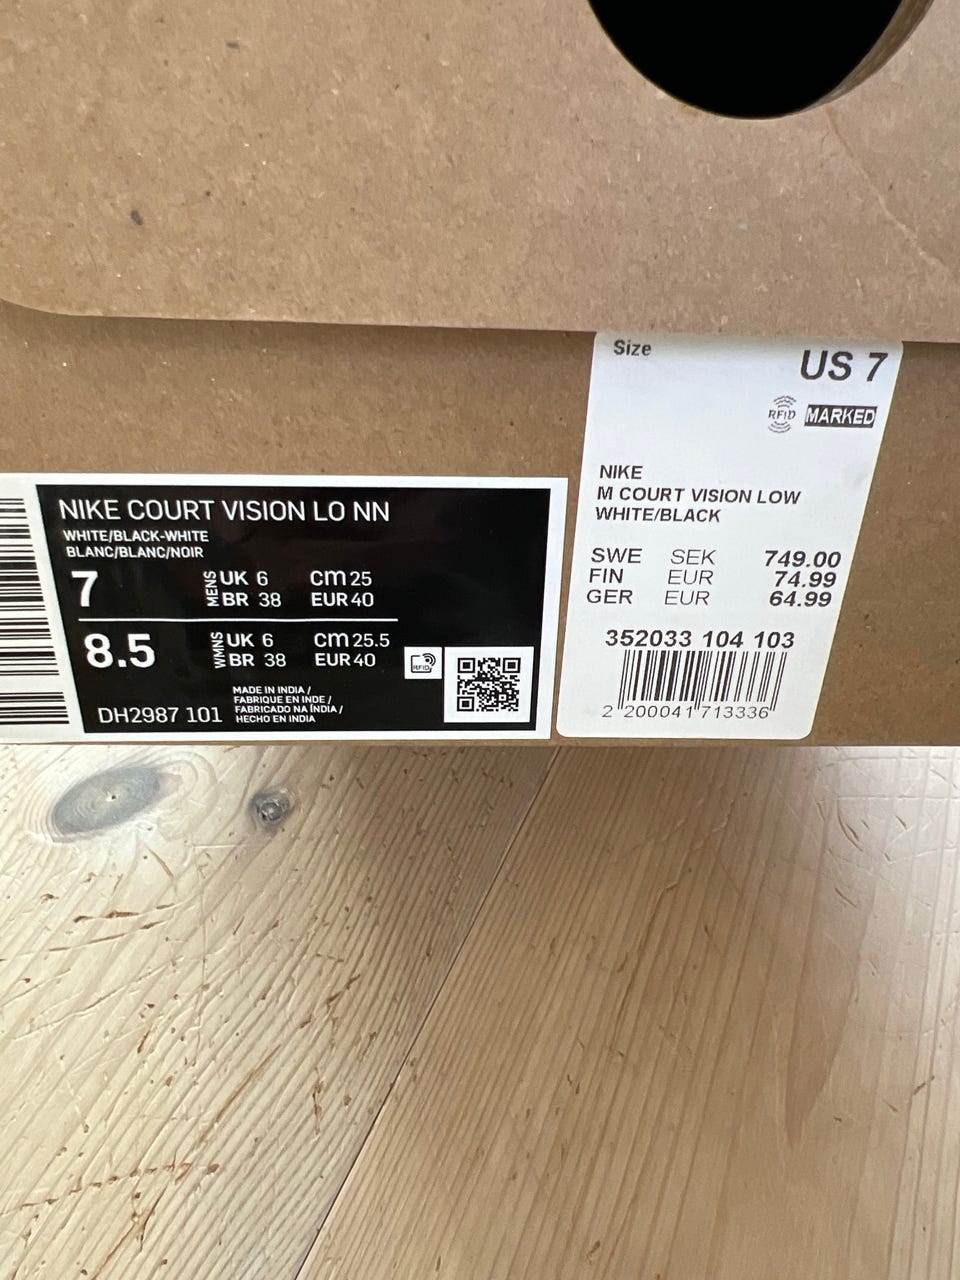 Size
US 7
RFID MARKED
NIKE
M COURT VISION LOW
WHITE/BLACK
SWE SEK 749.00
FIN EUR 74.99
GER EUR 64.99
352033 104 103
2 200041 713336
NIKE COURT VISION LO NN
WHITE/BLACK-WHITE
BLANC/BLANC/NOIR
7 MENS UK 6 cm 25
BR 38 EUR 40
8.5 WMNS UK 6 cm 25.5
BR 38 EUR 40
RFID
MADE IN INDIA /
FABRIQUE EN INDE /
FABRICADO NA ÍNDIA /
HECHO EN INDIA
DH2987 101